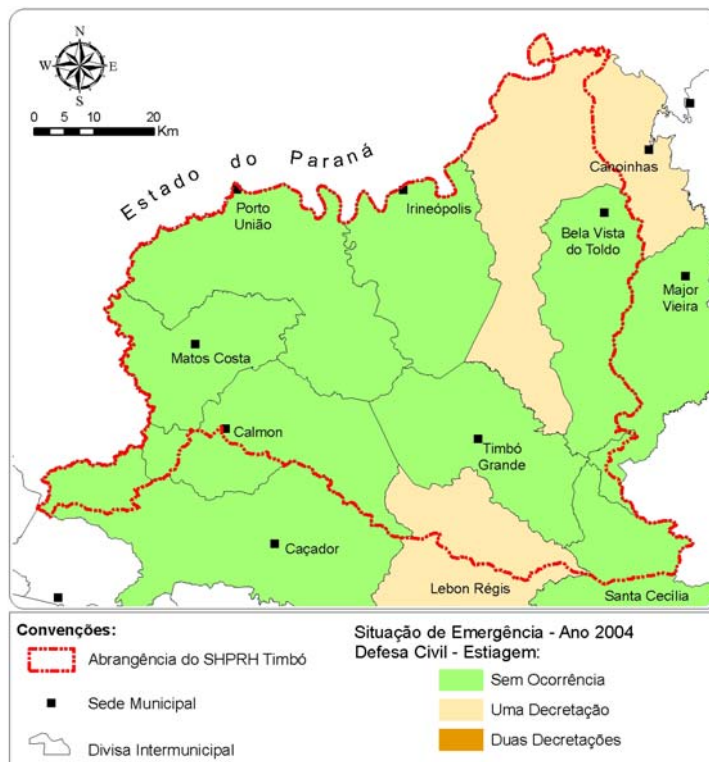 N
W E
S
0 5 10 20
Km
Estado do Paraná
Canoinhas
Porto
União
Irineópolis
Bela Vista
do Toldo
Major
Vieira
Matos Costa
Calmon
Timbó
Grande
Caçador
Lebon Régis
Santa Cecília
Convenções:
Abrangência do SHPRH Timbó
Sede Municipal
Divisa Intermunicipal
Situação de Emergência - Ano 2004
Defesa Civil - Estiagem:
Sem Ocorrência
Uma Decretação
Duas Decretações